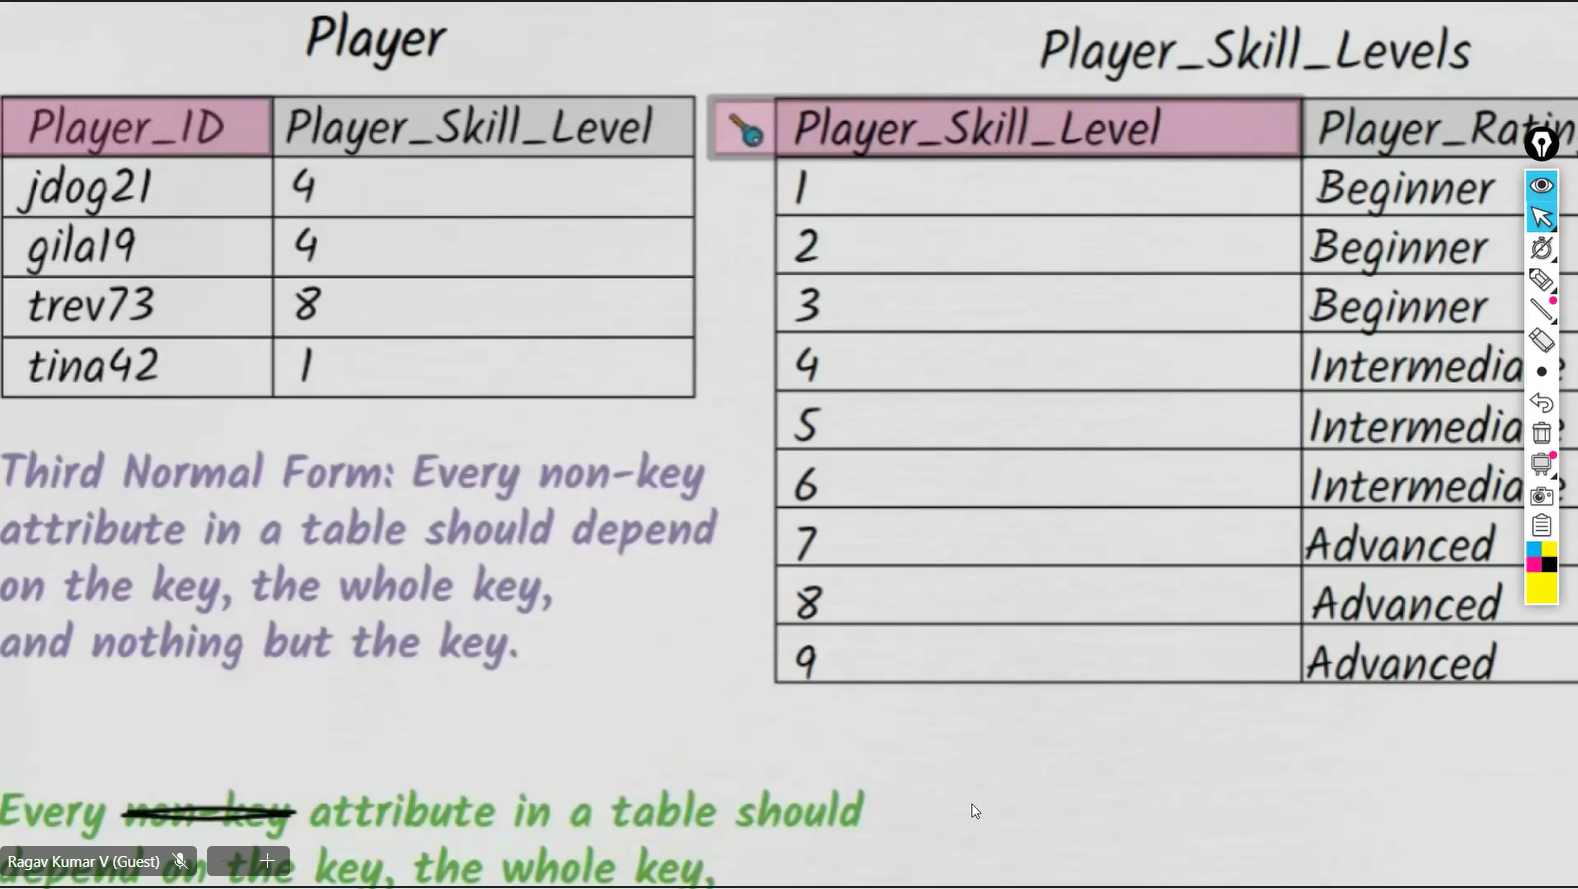 Player
Player_ID Player_Skill_Level
jdog21 4
gila19 4
trev73 8
tina42 1
Third Normal Form: Every non-key
attribute in a table should depend
on the key, the whole key,
and nothing but the key.
Player_Skill_Levels
Player_Skill_Level Player_Ratin
1 Beginner
2 Beginner
3 Beginner
4 Intermediate
5 Intermediate
6 Intermediate
7 Advanced
8 Advanced
9 Advanced
Every non-key attribute in a table should
depend on the key, the whole key,
Ragav Kumar V (Guest)